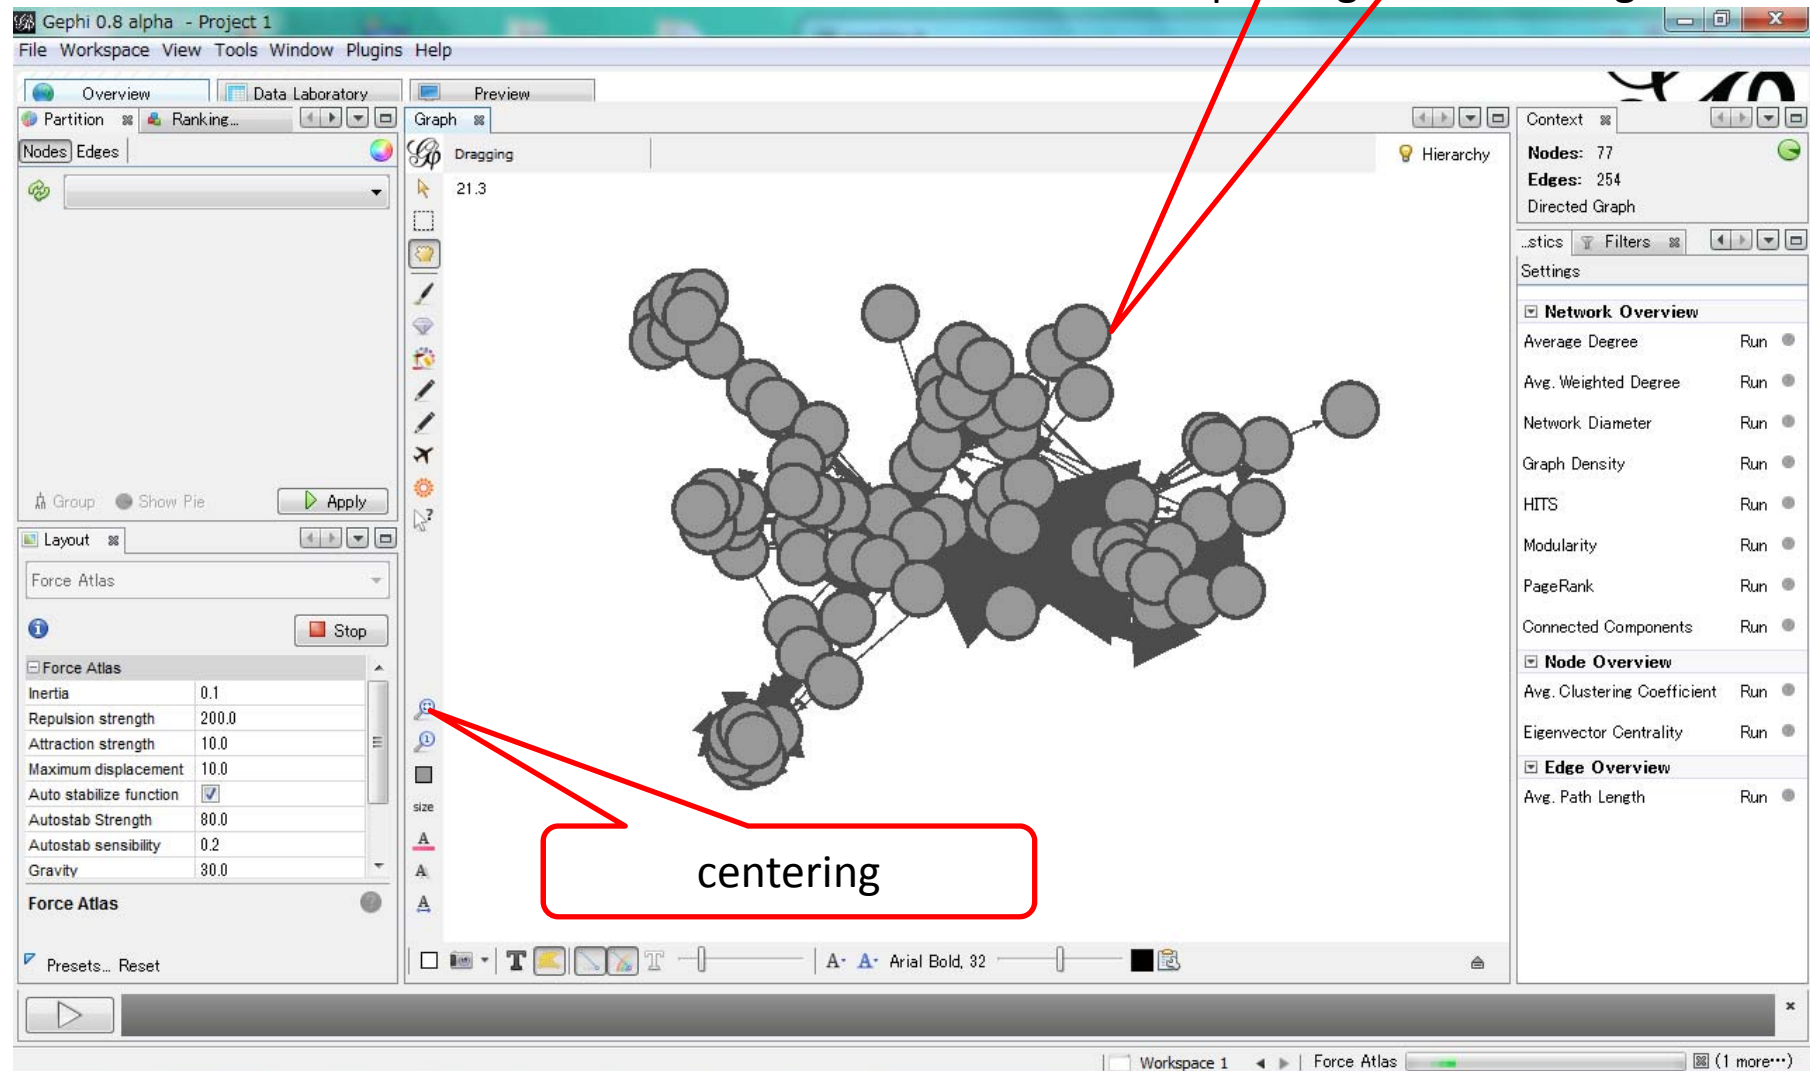 Gephi 0.8 alpha - Project 1
File Workspace View Tools Window Plugins Help
Overview
Data Laboratory
Preview
Partition
Ranking...
Graph
Context
Nodes
Edges
Dragging
Hierarchy
Nodes: 77
Edges: 254
Directed Graph
21.3
...stics
Filters
Settings
Network Overview
Average Degree Run
Avg. Weighted Degree Run
Network Diameter Run
Graph Density Run
HITS Run
Modularity Run
PageRank Run
Connected Components Run
Node Overview
Avg. Clustering Coefficient Run
Eigenvector Centrality Run
Edge Overview
Avg. Path Length Run
Group
Show Pie
Apply
Layout
Force Atlas
Stop
Force Atlas
Inertia 0.1
Repulsion strength 200.0
Attraction strength 10.0
Maximum displacement 10.0
Auto stabilize function
Autostab Strength 80.0
Autostab sensibility 0.2
Gravity 30.0
Force Atlas
Presets... Reset
size
centering
Arial Bold, 32
Workspace 1
Force Atlas
(1 more...)